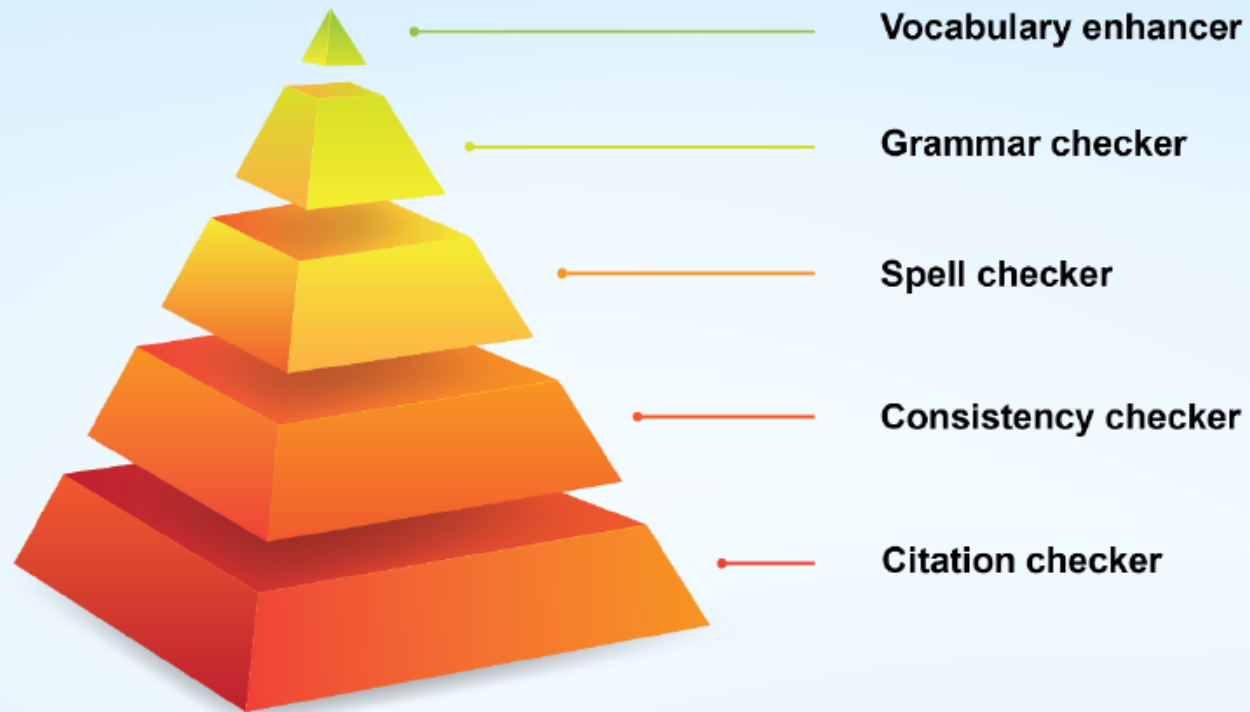 Vocabulary enhancer
Grammar checker
Spell checker
Consistency checker
Citation checker